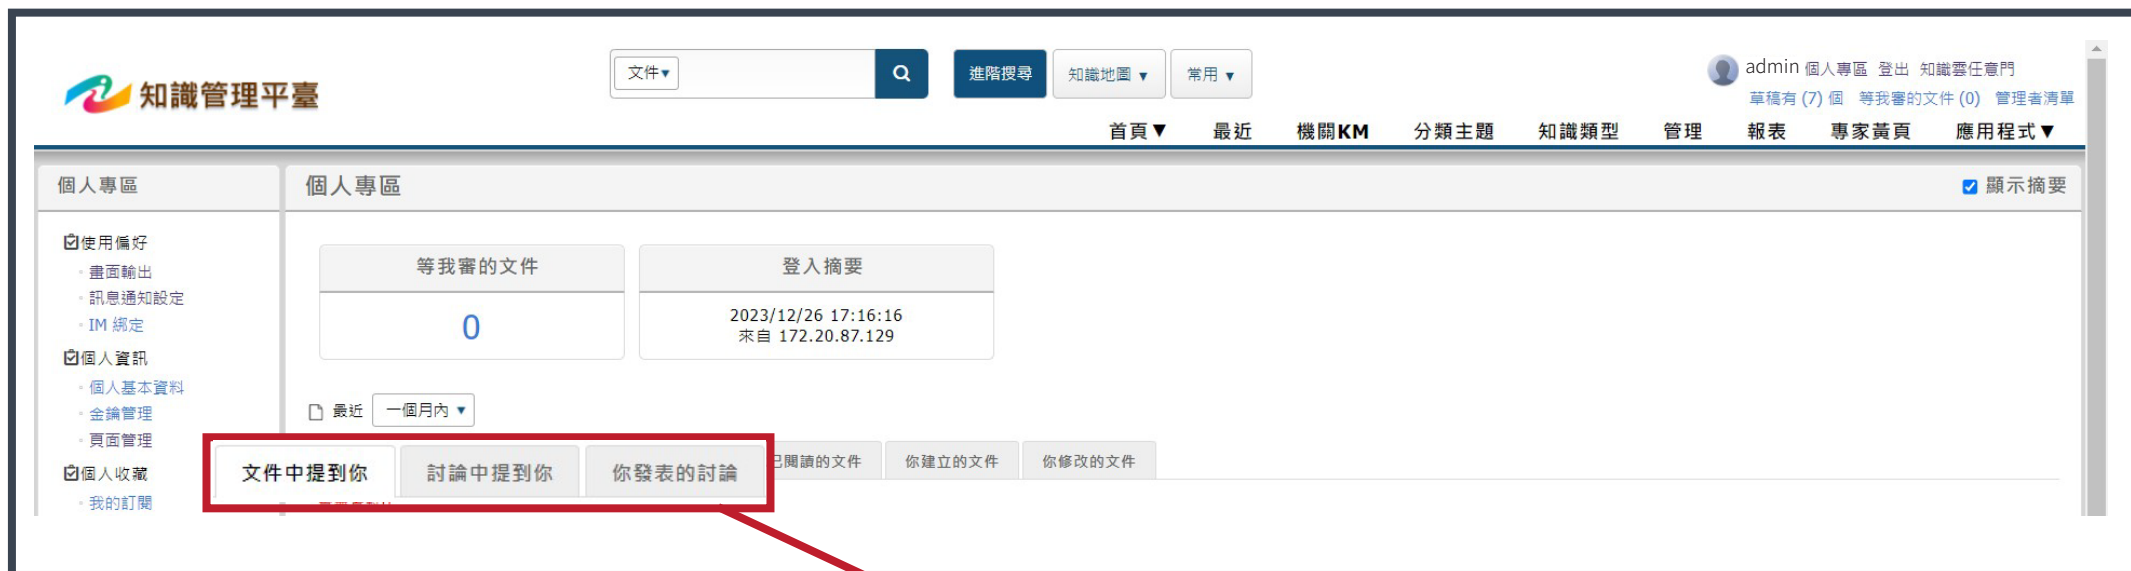 知識管理平臺
文件▾
進階搜尋
知識地圖 ▾
常用 ▾
admin 個人專區 登出 知識雲任意門
草稿有 (7) 個 等我審的文件 (0) 管理者清單
首頁▼ 最近 機關KM 分類主題 知識類型 管理 報表 專家黃頁 應用程式▼
個人專區
個人專區
顯示摘要
使用偏好
畫面輸出
訊息通知設定
IM 綁定
個人資訊
個人基本資料
金鑰管理
頁面管理
個人收藏
我的訂閱
等我審的文件
0
登入摘要
2023/12/26 17:16:16
來自 172.20.87.129
最近 一個月內 ▾
文件中提到你 討論中提到你 你發表的討論 已閱讀的文件 你建立的文件 你修改的文件